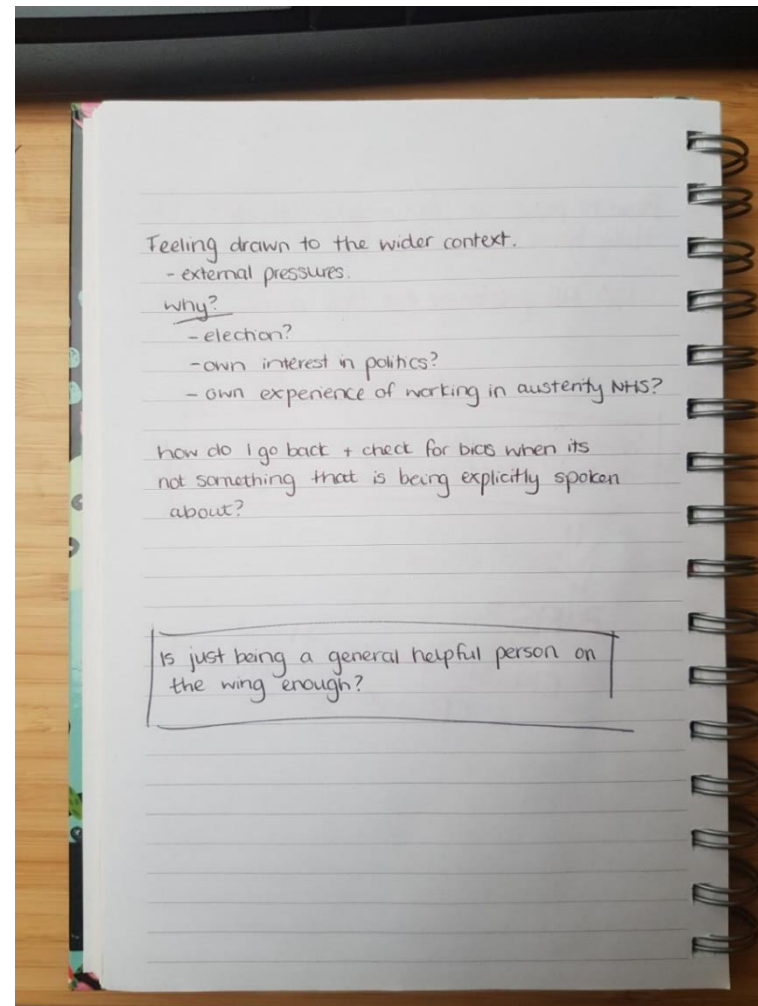 Feeling drawn to the wider context.
- external pressures.
why?
- election?
- own interest in politics?
- own experience of working in austerity NHS?
how do I go back + check for bias when its
not something that is being explicitly spoken
about?
Is just being a general helpful person on
the wing enough?